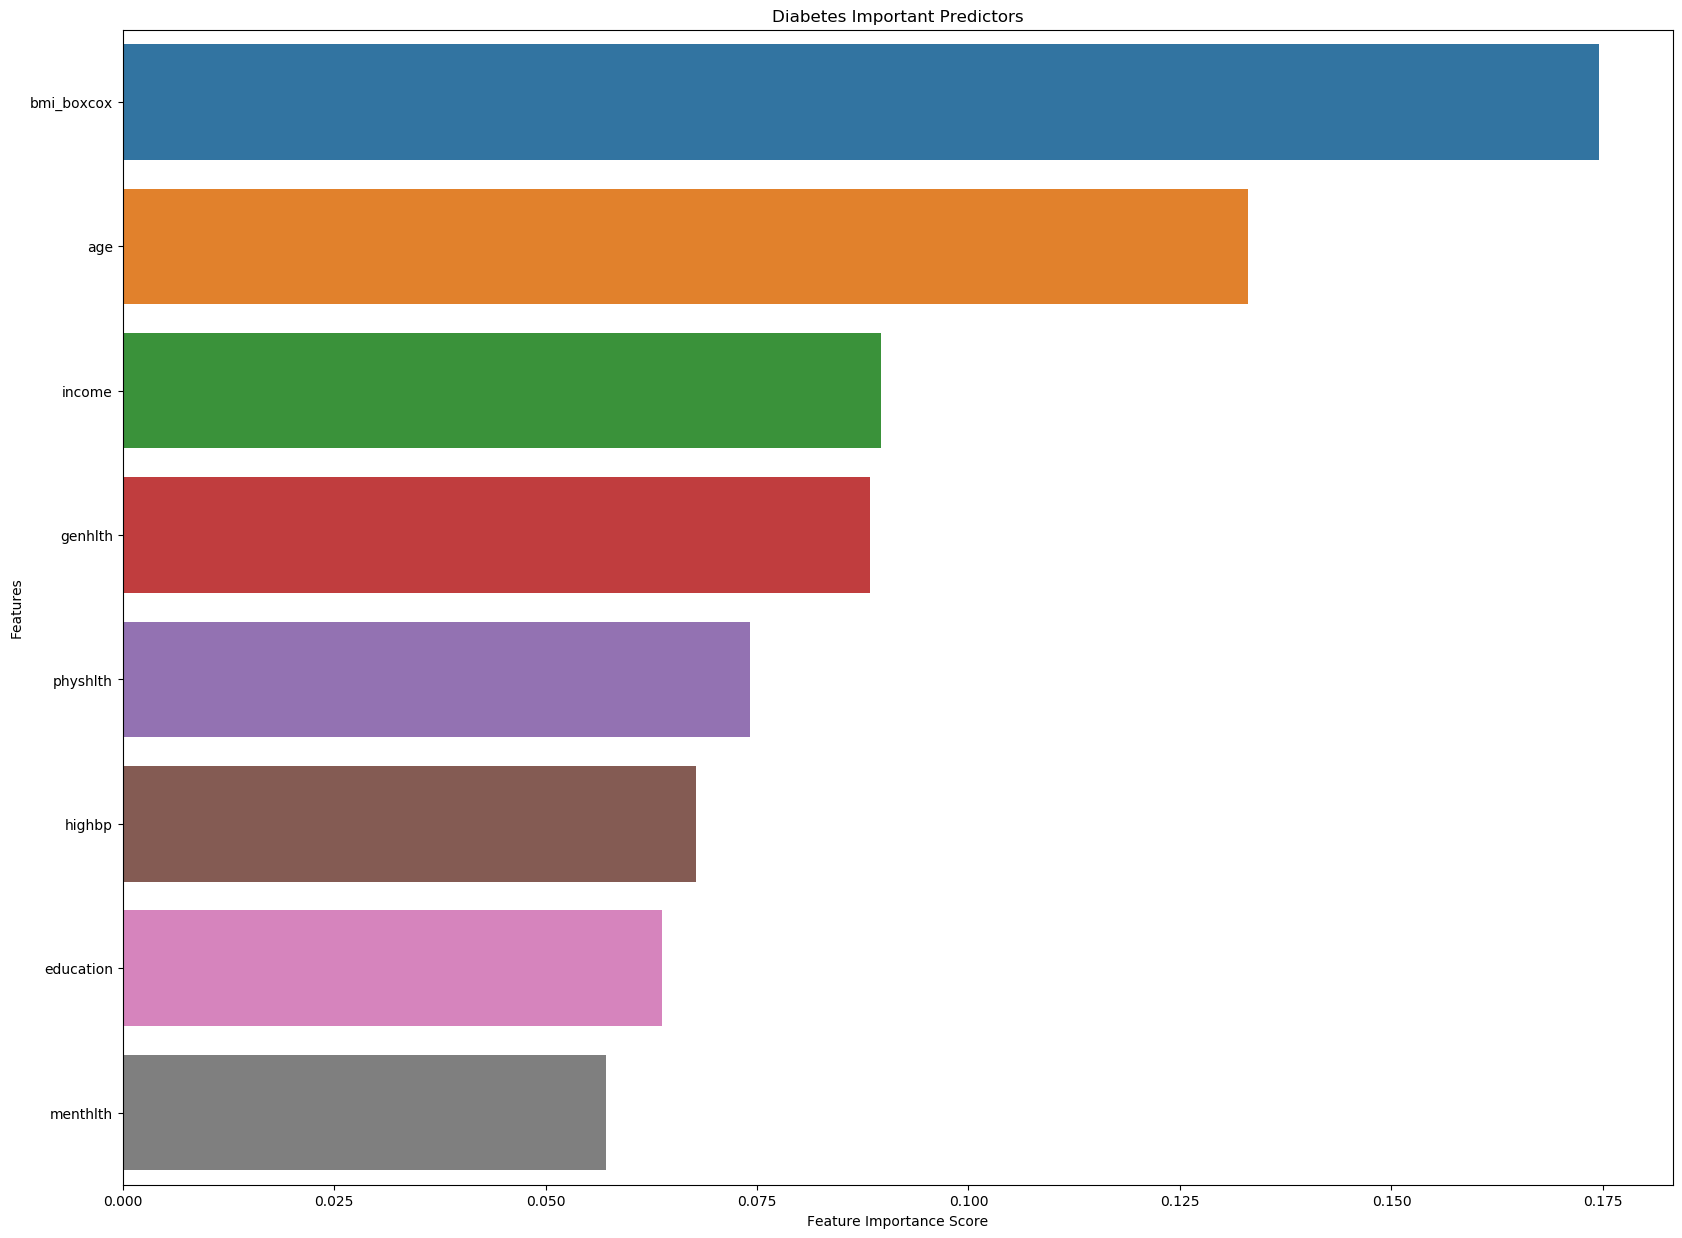 Diabetes Important Predictors
bmi_boxcox
age
income
genhlth
physhlth
highbp
education
menthlth
Features
0.000 0.025 0.050 0.075 0.100 0.125 0.150 0.175
Feature Importance Score